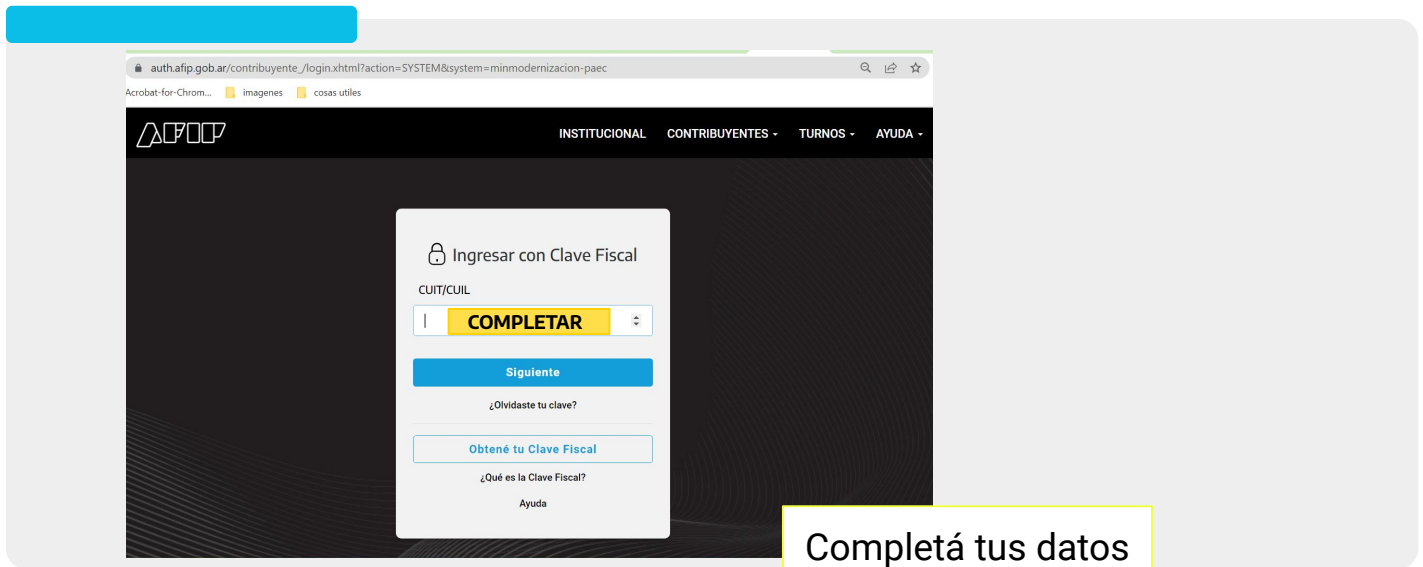 auth.afip.gob.ar/contribuyente_/login.xhtml?action=SYSTEM&system=minmodernizacion-paec
Acrobat-for-Chrom... imagenes cosas utiles
AFIP INSTITUCIONAL CONTRIBUYENTES TURNOS AYUDA
Ingresar con Clave Fiscal
CUIT/CUIL
COMPLETAR
Siguiente
¿Olvidaste tu clave?
Obtené tu Clave Fiscal
¿Qué es la Clave Fiscal?
Ayuda
Completá tus datos